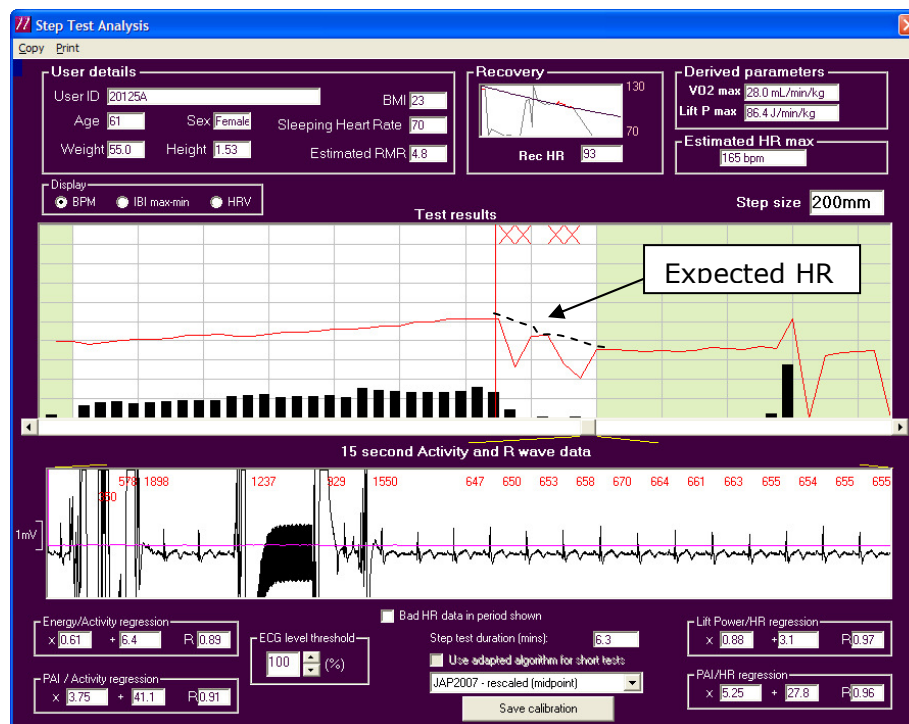 Step Test Analysis
Copy Print
User details
User ID 20125A
BMI 23
Age 61 Sex Female Sleeping Heart Rate 70
Weight 55.0 Height 1.53 Estimated RMR 4.8
Recovery
130
70
Rec HR 93
Derived parameters
VO2 max 28.0 mL/min/kg
Lift P max 86.4 J/min/kg
Estimated HR max
165 bpm
Display
BPM IBI max-min HRV
Step size 200mm
Test results
Expected HR
15 second Activity and R wave data
350 578 1898 1237 329 1550 647 650 653 658 670 664 661 663 655 654 655 655
1mV
Energy/Activity regression
x 0.61 + 6.4 R 0.89
PAI / Activity regression
x 3.75 + 41.1 R 0.91
ECG level threshold
100 (%)
Bad HR data in period shown
Step test duration (mins): 6.3
Use adapted algorithm for short tests
JAP2007 - rescaled (midpoint)
Save calibration
Lift Power/HR regression
x 0.88 + 3.1 R 0.97
PAI/HR regression
x 5.25 + 27.8 R 0.96